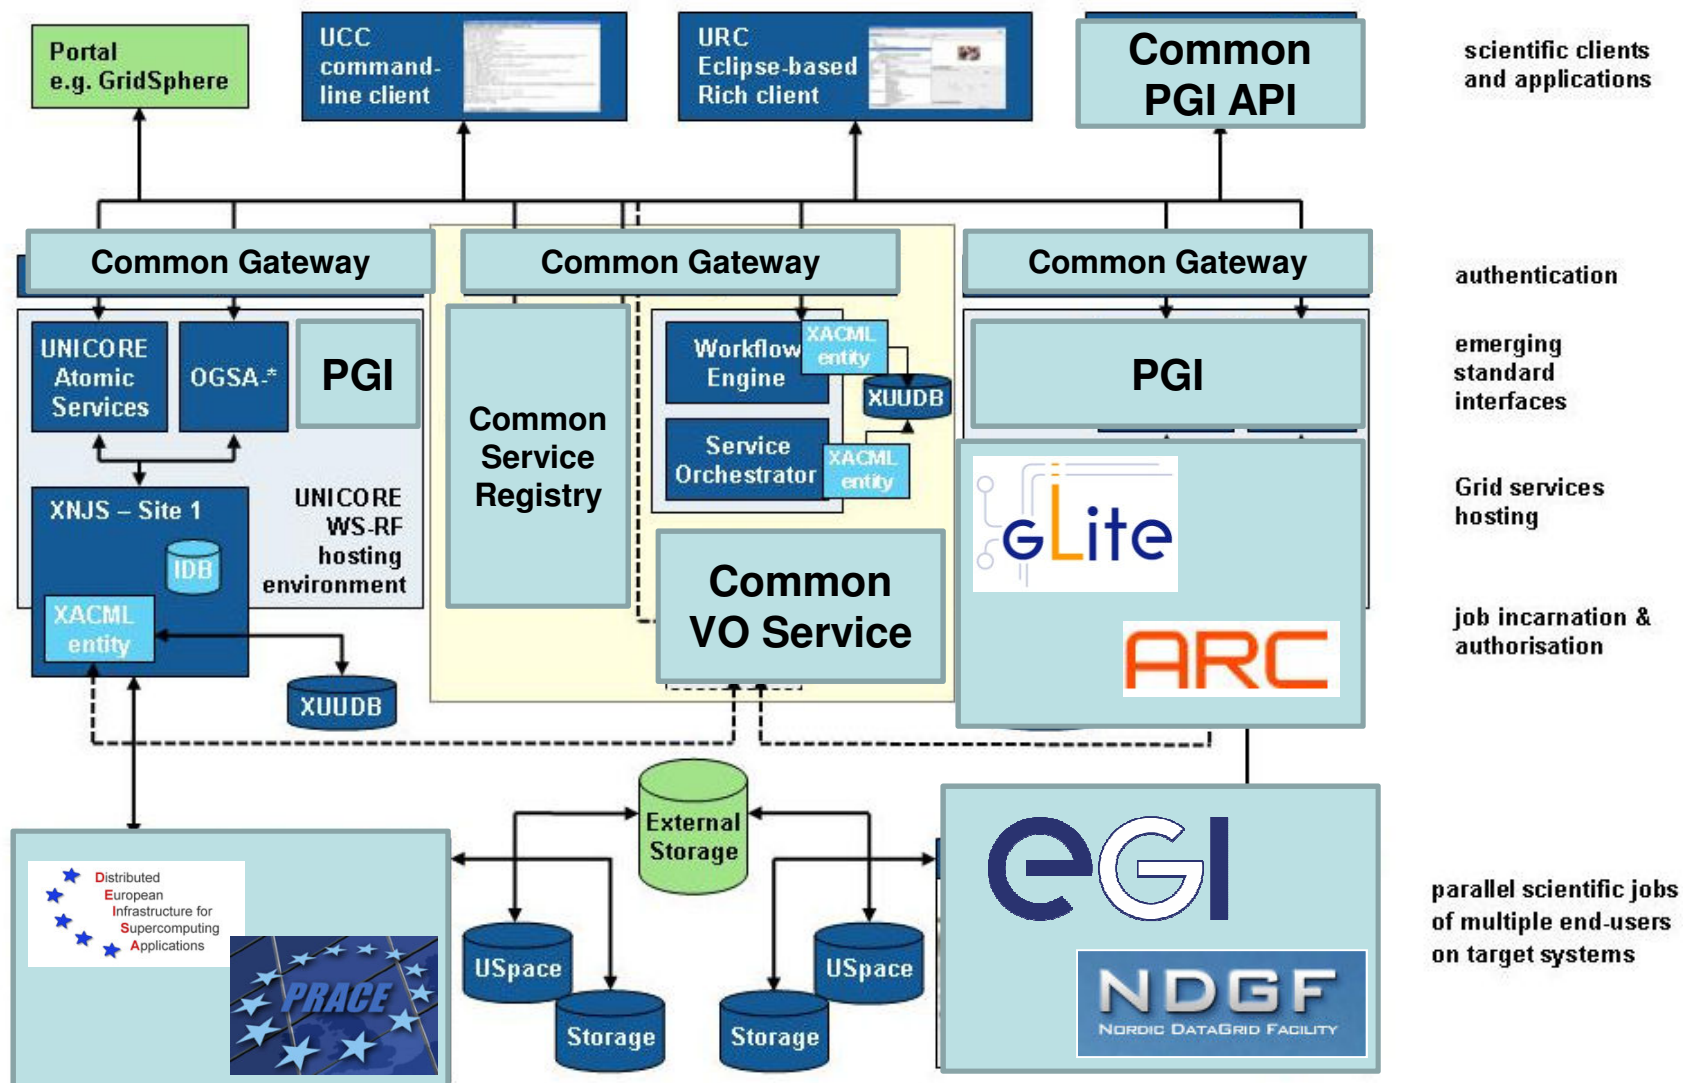 Portal
e.g. GridSphere
UCC
command-
line client
URC
Eclipse-based
Rich client
Common
PGI API
scientific clients
and applications
Common Gateway
Common Gateway
Common Gateway
authentication
UNICORE
Atomic
Services
OGSA-*
PGI
Common
Service
Registry
Workflow
Engine
XACML
entity
XUUDB
Service
Orchestrator
XACML
entity
PGI
emerging
standard
interfaces
XNJS – Site 1
IDB
XACML
entity
UNICORE
WS-RF
hosting
environment
XUUDB
Common
VO Service
gLite
ARC
Grid services
hosting
job incarnation &
authorisation
External
Storage
Distributed
European
Infrastructure for
Supercomputing
Applications
PRACE
USpace
Storage
USpace
Storage
eGI
NDGF
NORDIC DATAGRID FACILITY
parallel scientific jobs
of multiple end-users
on target systems